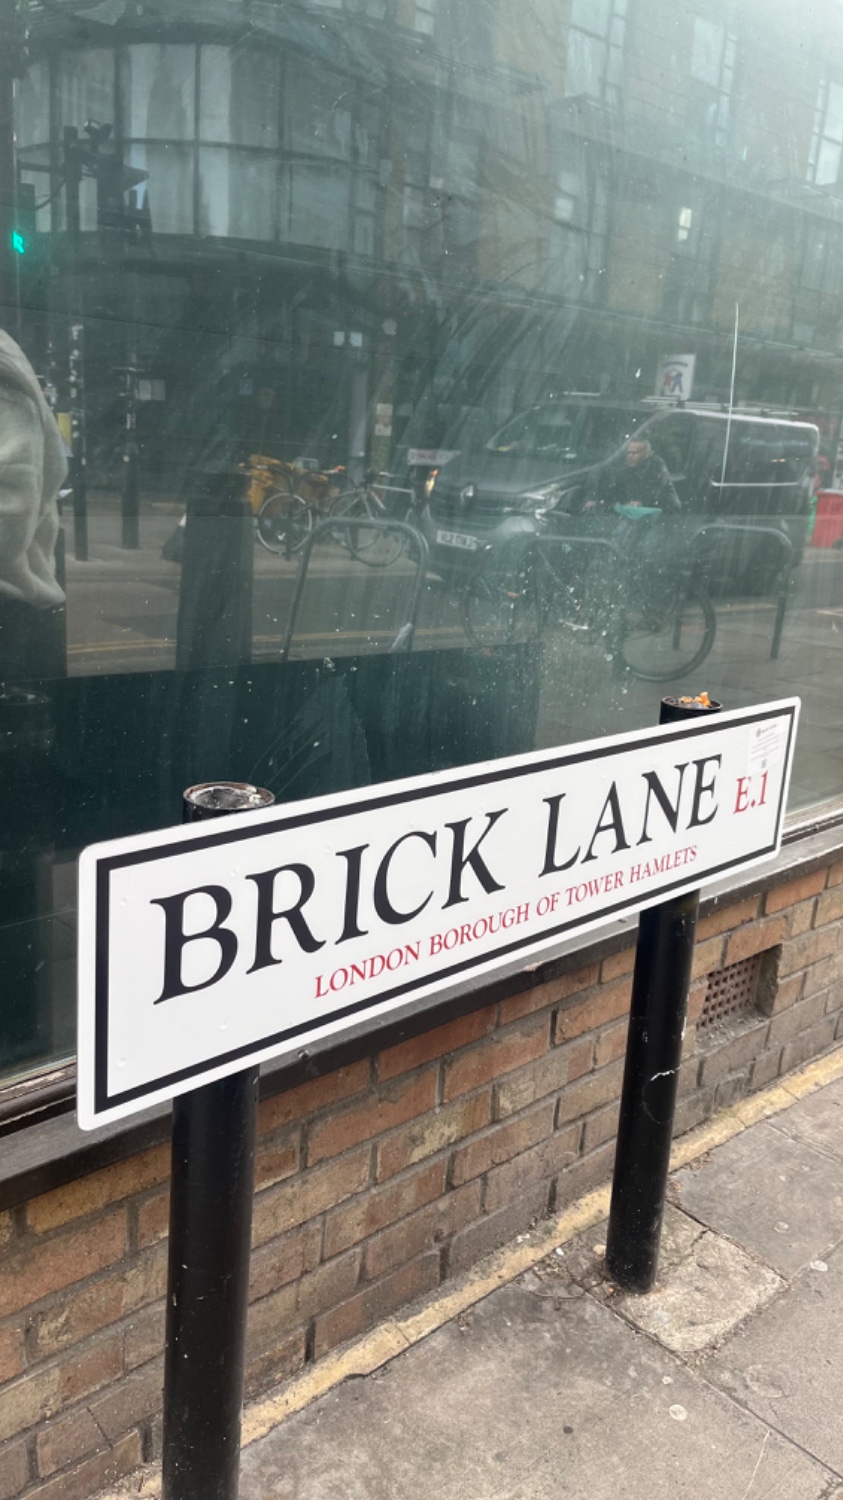 BRICK LANE E.1
LONDON BOROUGH OF TOWER HAMLETS